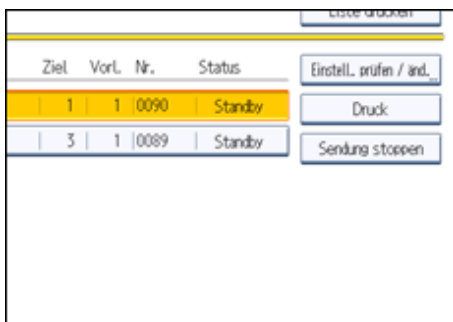 Liste drucken
Ziel Vorl. Nr. Status
Einstell. prüfen / änd.
1 1 0090 Standby
Druck
3 1 0089 Standby
Sendung stoppen